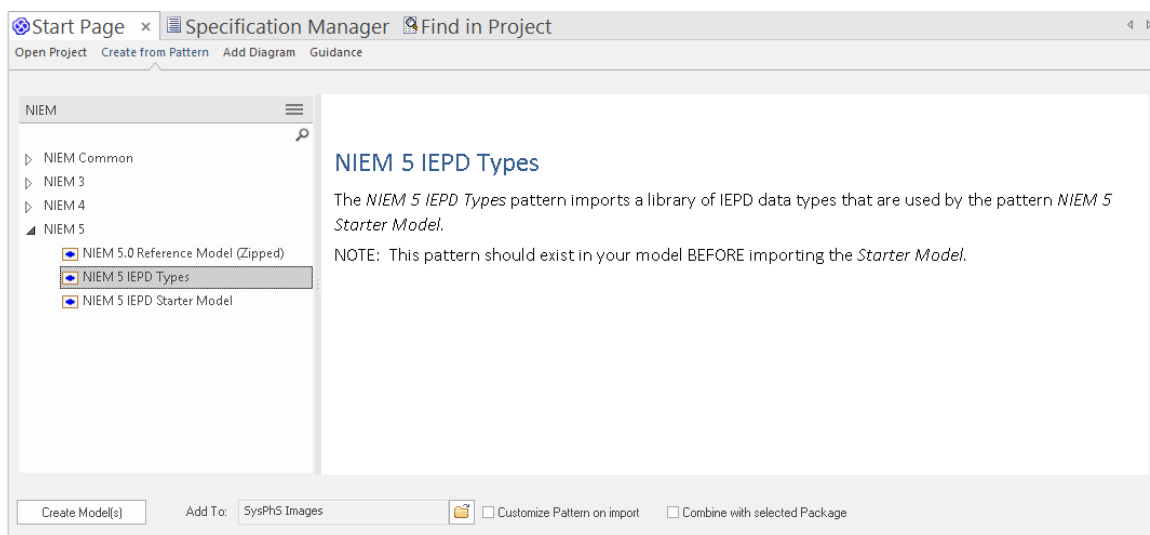 Start Page × Specification Manager Find in Project
Open Project Create from Pattern Add Diagram Guidance
NIEM
NIEM Common
NIEM 3
NIEM 4
NIEM 5
NIEM 5.0 Reference Model (Zipped)
NIEM 5 IEPD Types
NIEM 5 IEPD Starter Model
NIEM 5 IEPD Types
The NIEM 5 IEPD Types pattern imports a library of IEPD data types that are used by the pattern NIEM 5
Starter Model.
NOTE: This pattern should exist in your model BEFORE importing the Starter Model.
Create Model(s) Add To: SysPhS Images Customize Pattern on import Combine with selected Package